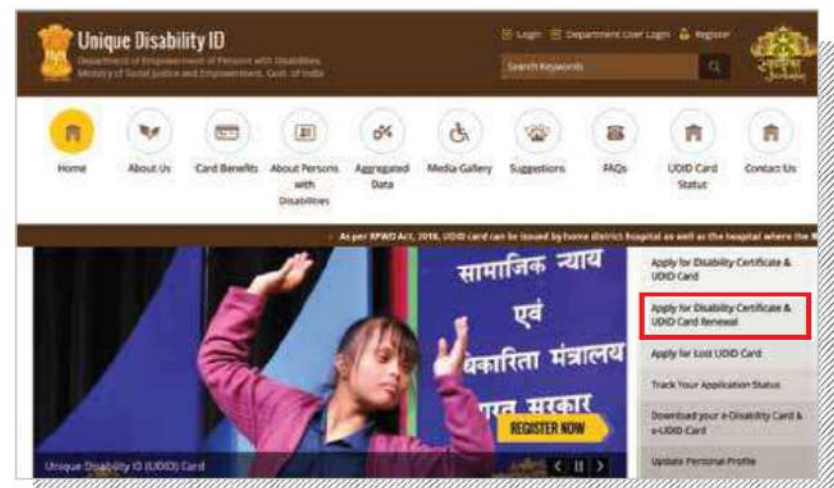 Unique Disability ID
Department of Empowerment of Persons with Disabilities,
Ministry of Social Justice and Empowerment, Govt. of India
Login Department User Login Register
Search Keywords
Home
About Us
Card Benefits
About Persons
with
Disabilities
Aggregated
Data
Media Gallery
Suggestions
FAQs
UDID Card
Status
Contact Us
As per RPWD Act, 2016, UDID card can be issued by home district hospital as well as the hospital where the
सामाजिक न्याय
एवं
धिकारिता मंत्रालय
रत सरकार
REGISTER NOW
Unique Disability ID (UDID) Card
Apply for Disability Certificate &
UDID Card
Apply for Disability Certificate &
UDID Card Renewal
Apply for Lost UDID Card
Track Your Application Status
Download your e-Disability Card &
e-UDID Card
Update Personal Profile